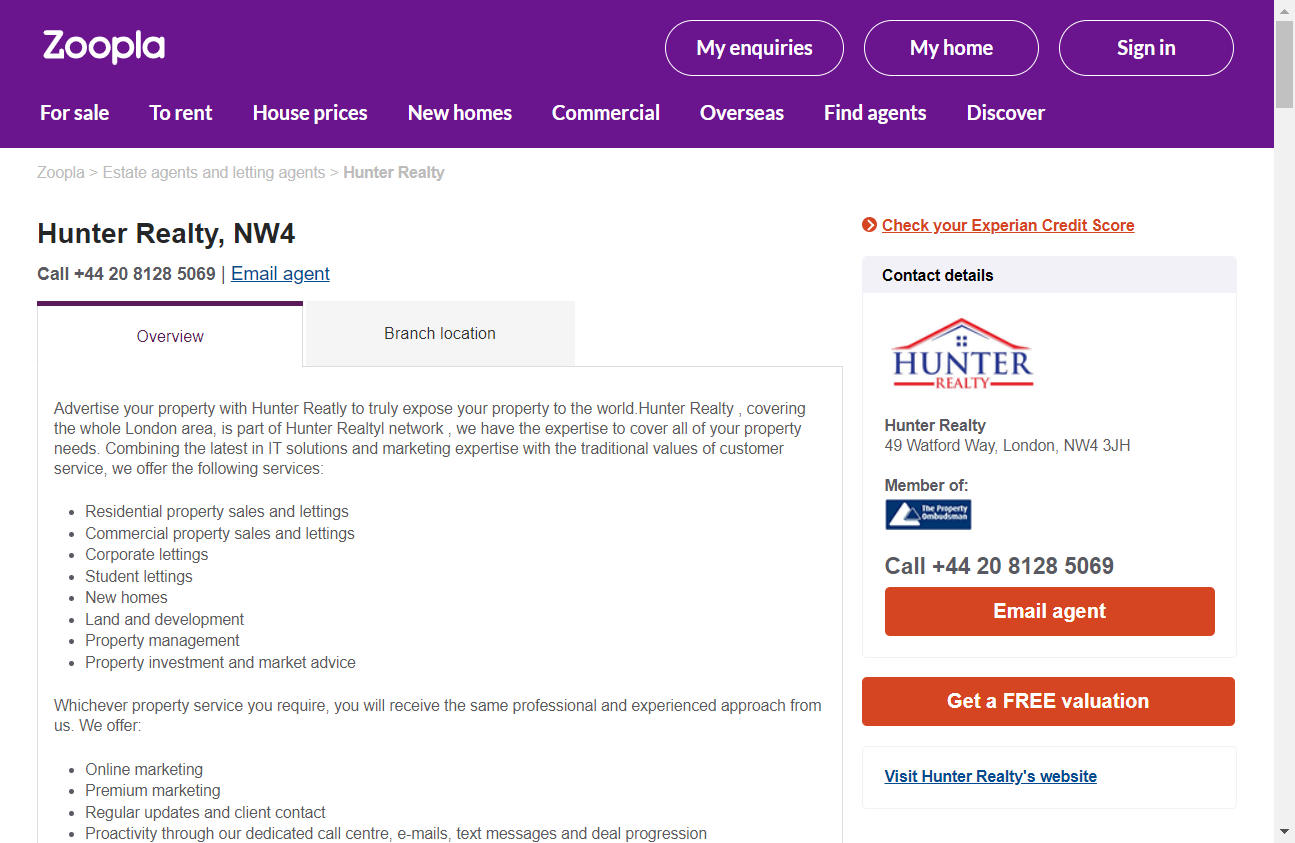 Zoopla
My enquiries
My home
Sign in
For sale
To rent
House prices
New homes
Commercial
Overseas
Find agents
Discover
Zoopla > Estate agents and letting agents > Hunter Realty
Hunter Realty, NW4
Call +44 20 8128 5069 | Email agent
Overview
Branch location
Advertise your property with Hunter Reatly to truly expose your property to the world.Hunter Realty , covering
the whole London area, is part of Hunter Realtyl network , we have the expertise to cover all of your property
needs. Combining the latest in IT solutions and marketing expertise with the traditional values of customer
service, we offer the following services:
Residential property sales and lettings
Commercial property sales and lettings
Corporate lettings
Student lettings
New homes
Land and development
Property management
Property investment and market advice
Whichever property service you require, you will receive the same professional and experienced approach from
us. We offer:
Online marketing
Premium marketing
Regular updates and client contact
Proactivity through our dedicated call centre, e-mails, text messages and deal progression
Check your Experian Credit Score
Contact details
HUNTER
REALTY
Hunter Realty
49 Watford Way, London, NW4 3JH
Member of:
The Property
Ombudsman
Call +44 20 8128 5069
Email agent
Get a FREE valuation
Visit Hunter Realty's website